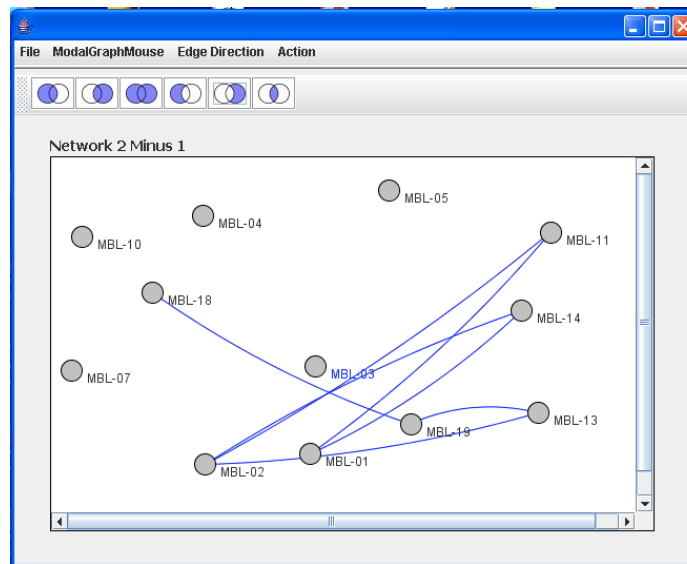 File ModalGraphMouse Edge Direction Action
Network 2 Minus 1
MBL-05
MBL-04
MBL-11
MBL-10
MBL-18
MBL-14
MBL-03
MBL-07
MBL-13
MBL-19
MBL-01
MBL-02